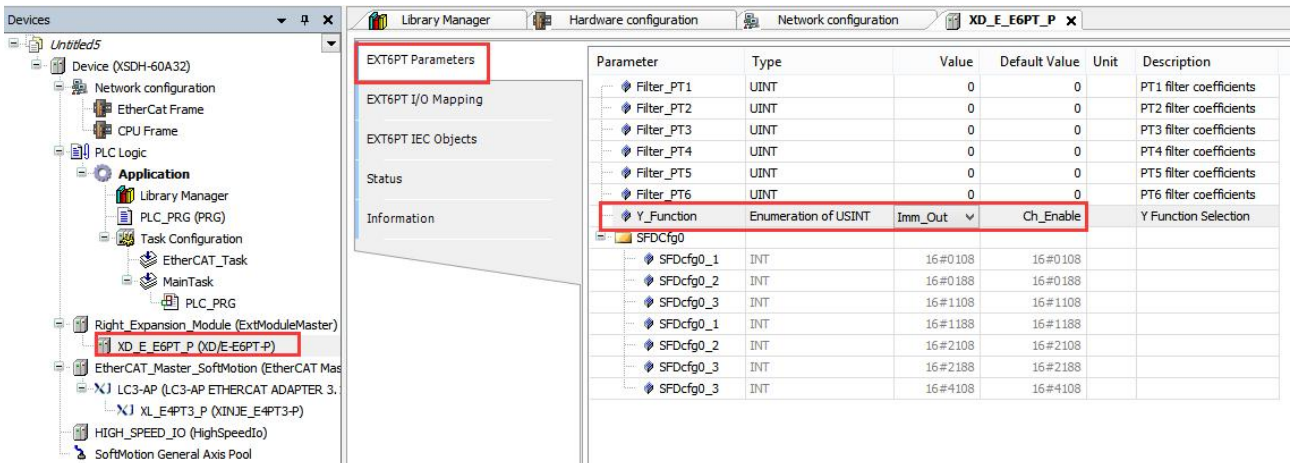 Devices
Untitled5
Device (XSDH-60A32)
Network configuration
EtherCat Frame
CPU Frame
PLC Logic
Application
Library Manager
PLC_PRG (PRG)
Task Configuration
EtherCAT_Task
MainTask
PLC_PRG
Right_Expansion_Module (ExtModuleMaster)
XD_E_E6PT_P (XD/E-E6PT-P)
EtherCAT_Master_SoftMotion (EtherCAT Mas
LC3-AP (LC3-AP ETHERCAT ADAPTER 3.
XL_E4PT3_P (XINJE_E4PT3-P)
HIGH_SPEED_IO (HighSpeedIo)
SoftMotion General Axis Pool
Library Manager Hardware configuration Network configuration XD_E_E6PT_P X
EXT6PT Parameters
EXT6PT I/O Mapping
EXT6PT IEC Objects
Status
Information
Parameter Type Value Default Value Unit Description
Filter_PT1 UINT 0 0 PT1 filter coefficients
Filter_PT2 UINT 0 0 PT2 filter coefficients
Filter_PT3 UINT 0 0 PT3 filter coefficients
Filter_PT4 UINT 0 0 PT4 filter coefficients
Filter_PT5 UINT 0 0 PT5 filter coefficients
Filter_PT6 UINT 0 0 PT6 filter coefficients
Y_Function Enumeration of USINT Imm_Out Ch_Enable Y Function Selection
SFDCfg0
SFDcfg0_1 INT 16#0108 16#0108
SFDcfg0_2 INT 16#0188 16#0188
SFDcfg0_3 INT 16#1108 16#1108
SFDcfg0_1 INT 16#1188 16#1188
SFDcfg0_2 INT 16#2108 16#2108
SFDcfg0_3 INT 16#2188 16#2188
SFDcfg0_3 INT 16#4108 16#4108